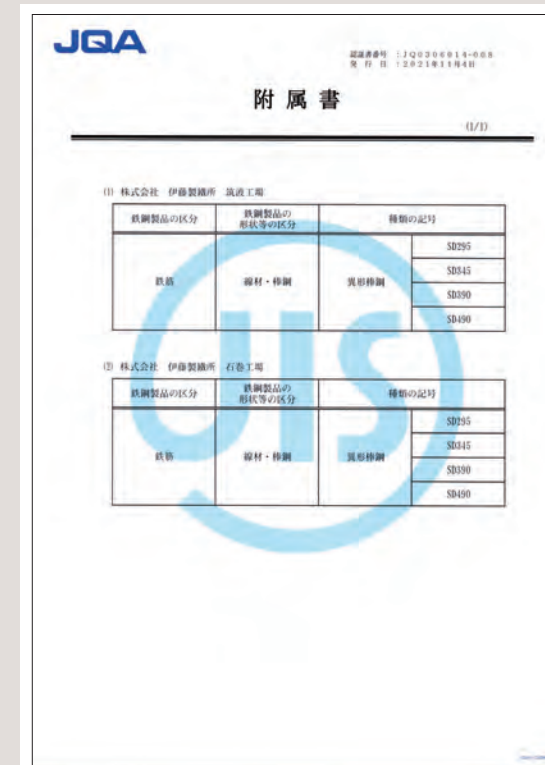 JQA
認証書番号 :JQ0306014-008
発行日 :2021年11月4日
附属書
(1/1)
(1) 株式会社 伊藤製鐵所 筑波工場
鉄鋼製品の区分 鉄鋼製品の形状等の区分 種類の記号
鉄筋 線材・棒鋼 異形棒鋼
SD295
SD345
SD390
SD490
(2) 株式会社 伊藤製鐵所 石巻工場
鉄鋼製品の区分 鉄鋼製品の形状等の区分 種類の記号
鉄筋 線材・棒鋼 異形棒鋼
SD295
SD345
SD390
SD490
JIS